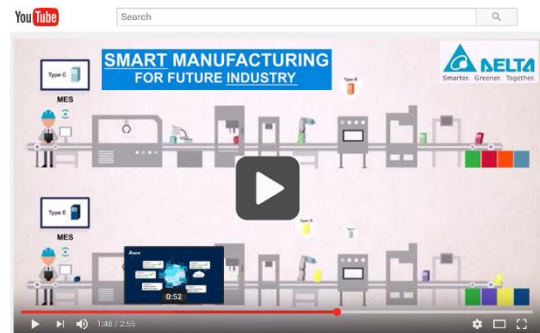 YouTube
Search
SMART MANUFACTURING
FOR FUTURE INDUSTRY
DELTA
Smarter. Greener. Together.
Type C
MES
Type B
Type E
MES
Type D
0:52
1:48 / 2:55